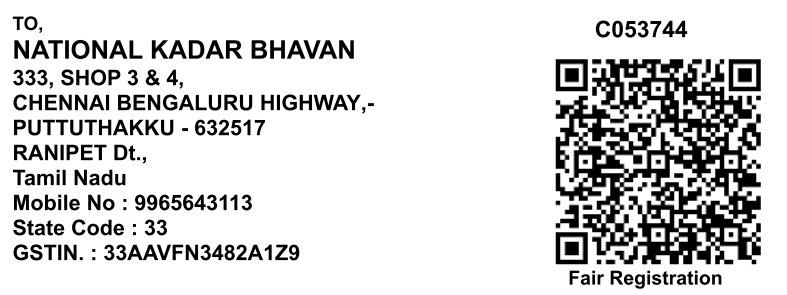 TO,
NATIONAL KADAR BHAVAN
333, SHOP 3 & 4,
CHENNAI BENGALURU HIGHWAY,-
PUTTUTHAKKU - 632517
RANIPET Dt.,
Tamil Nadu
Mobile No : 9965643113
State Code : 33
GSTIN. : 33AAVFN3482A1Z9
C053744
Fair Registration